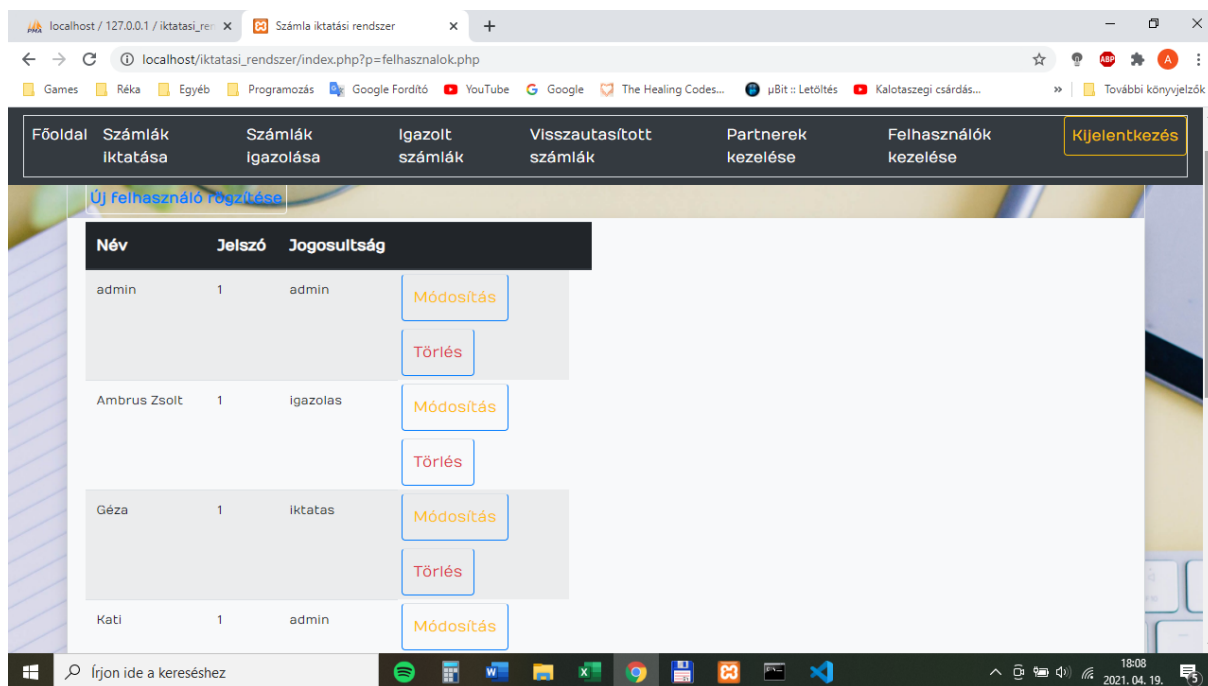 localhost / 127.0.0.1 / iktatasi_ren
Számla iktatási rendszer
localhost/iktatasi_rendszer/index.php?p=felhasznalok.php
ABP
A
Games Réka Egyéb Programozás Google Fordító YouTube Google The Healing Codes... µBit :: Letöltés Kalotaszegi csárdás... » További könyvjelzők
Főoldal Számlák iktatása Számlák igazolása Igazolt számlák Visszautasított számlák Partnerek kezelése Felhasználók kezelése Kijelentkezés
Új felhasználó rögzítése
Név Jelszó Jogosultság
admin 1 admin Módosítás
Törlés
Ambrus Zsolt 1 igazolas Módosítás
Törlés
Géza 1 iktatas Módosítás
Törlés
Kati 1 admin Módosítás
Írjon ide a kereséshez
18:08
2021. 04. 19.
5